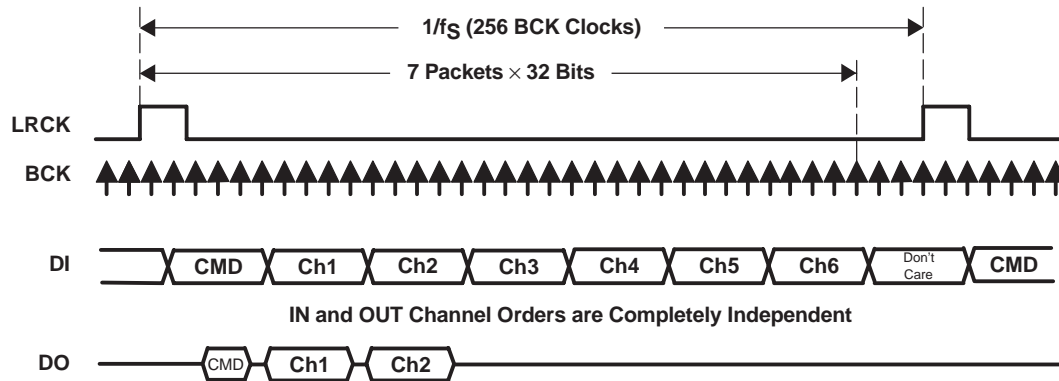 1/fS (256 BCK Clocks)
7 Packets × 32 Bits
LRCK
BCK
DI CMD Ch1 Ch2 Ch3 Ch4 Ch5 Ch6 Don't Care CMD
IN and OUT Channel Orders are Completely Independent
DO CMD Ch1 Ch2